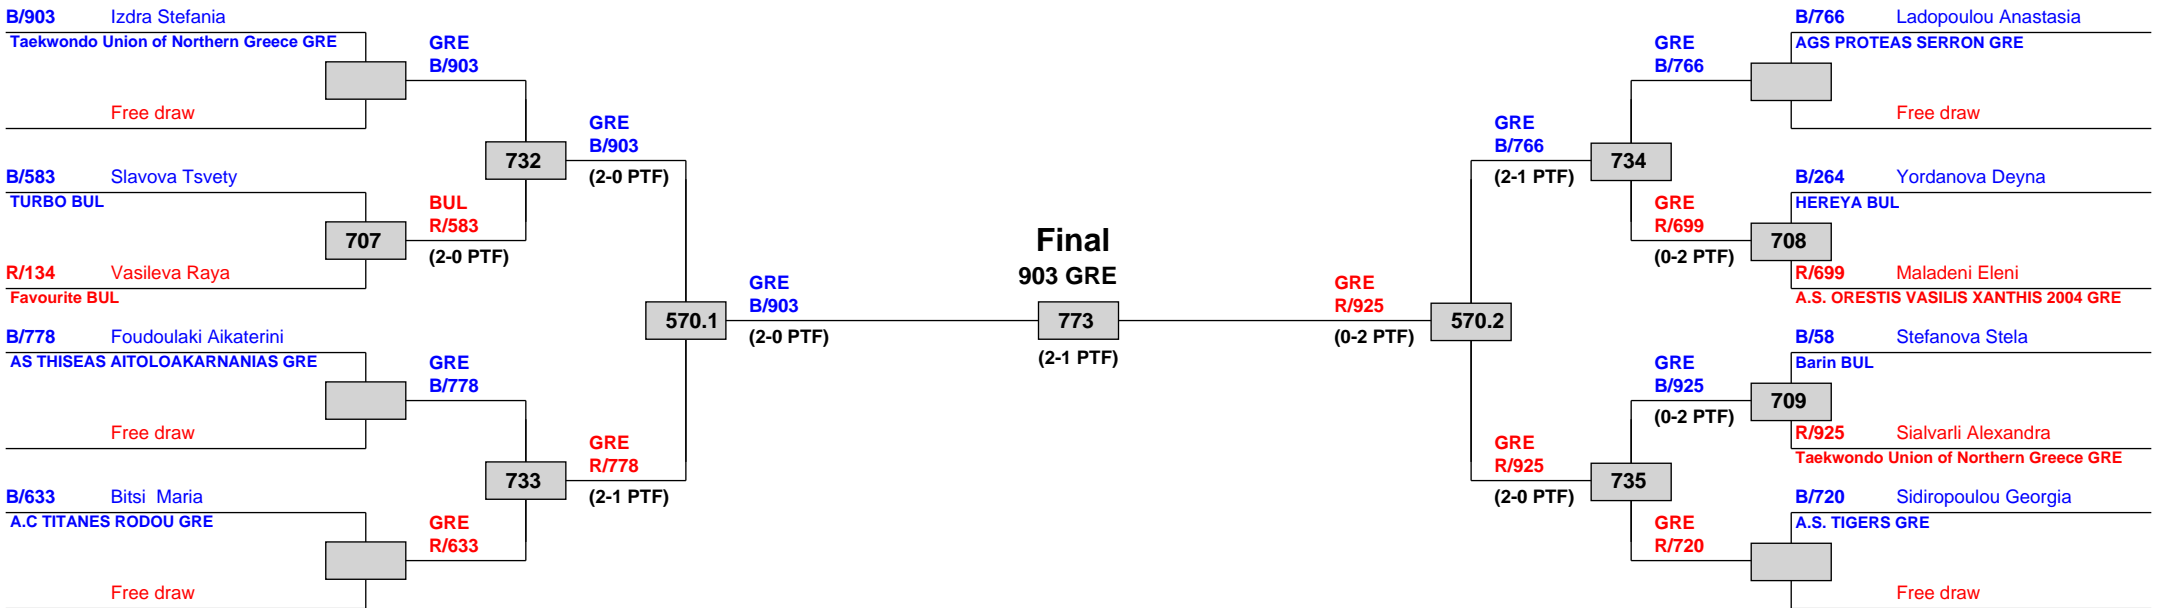 B/903 Izdra Stefania
Taekwondo Union of Northern Greece GRE
Free draw
GRE
B/903
B/583 Slavova Tsvety
TURBO BUL
707
R/134 Vasileva Raya
Favourite BUL
BUL
R/583
(2-0 PTF)
732
GRE
B/903
(2-0 PTF)
B/778 Foudoulaki Aikaterini
AS THISEAS AITOLOAKARNANIAS GRE
Free draw
GRE
B/778
B/633 Bitsi  Maria
A.C TITANES RODOU GRE
Free draw
GRE
R/633
733
GRE
R/778
(2-1 PTF)
570.1
GRE
B/903
(2-0 PTF)
Final
903 GRE
773
(2-1 PTF)
GRE
R/925
(0-2 PTF)
570.2
GRE
B/766
(2-1 PTF)
734
GRE
B/766
B/766 Ladopoulou Anastasia
AGS PROTEAS SERRON GRE
Free draw
GRE
R/699
(0-2 PTF)
708
B/264 Yordanova Deyna
HEREYA BUL
R/699 Maladeni Eleni
A.S. ORESTIS VASILIS XANTHIS 2004 GRE
GRE
R/925
(2-0 PTF)
735
GRE
B/925
(0-2 PTF)
709
B/58 Stefanova Stela
Barin BUL
R/925 Sialvarli Alexandra
Taekwondo Union of Northern Greece GRE
GRE
R/720
B/720 Sidiropoulou Georgia
A.S. TIGERS GRE
Free draw